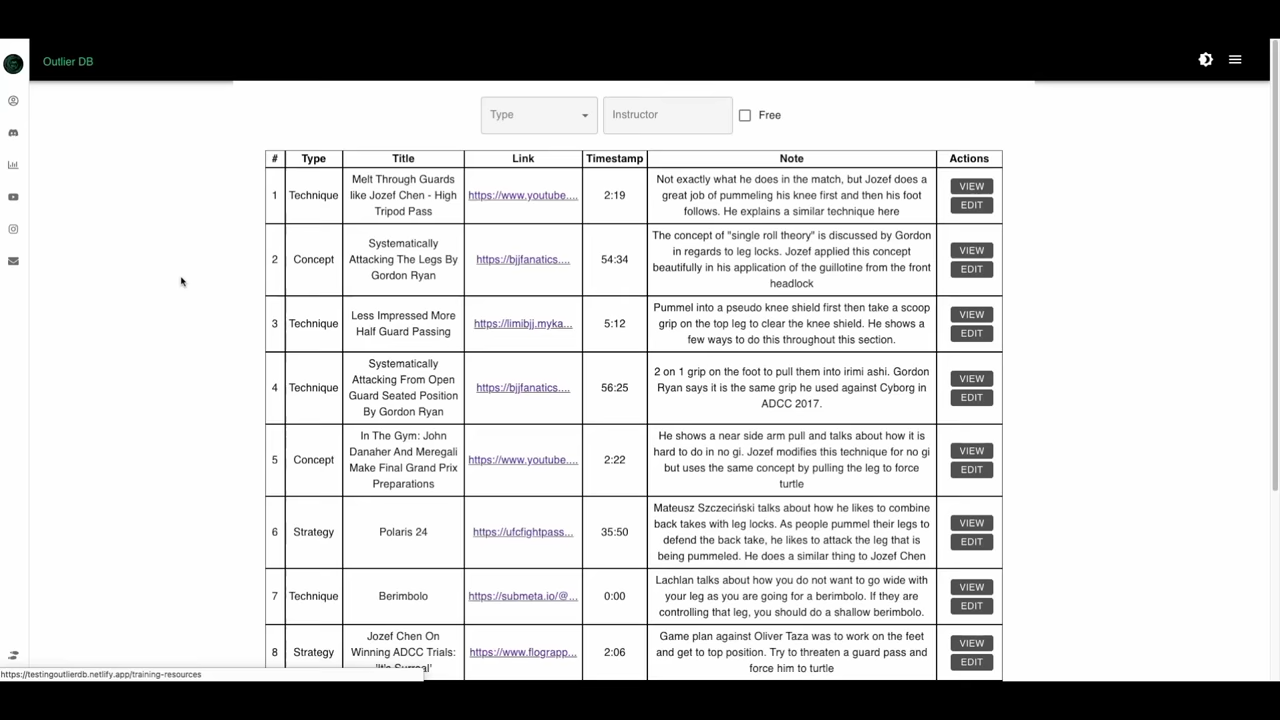 Outlier DB
Type
Instructor
Free
# Type Title Link Timestamp Note Actions
1 Technique Melt Through Guards like Jozef Chen - High Tripod Pass https://www.youtube.... 2:19 Not exactly what he does in the match, but Jozef does a great job of pummeling his knee first and then his foot follows. He explains a similar technique here VIEW EDIT
2 Concept Systematically Attacking The Legs By Gordon Ryan https://bjjfanatics.... 54:34 The concept of "single roll theory" is discussed by Gordon in regards to leg locks. Jozef applied this concept beautifully in his application of the guillotine from the front headlock VIEW EDIT
3 Technique Less Impressed More Half Guard Passing https://limibjj.myka... 5:12 Pummel into a pseudo knee shield first then take a scoop grip on the top leg to clear the knee shield. He shows a few ways to do this throughout this section. VIEW EDIT
4 Technique Systematically Attacking From Open Guard Seated Position By Gordon Ryan https://bjjfanatics.... 56:25 2 on 1 grip on the foot to pull them into irimi ashi. Gordon Ryan says it is the same grip he used against Cyborg in ADCC 2017. VIEW EDIT
5 Concept In The Gym: John Danaher And Meregali Make Final Grand Prix Preparations https://www.youtube.... 2:22 He shows a near side arm pull and talks about how it is hard to do in no gi. Jozef modifies this technique for no gi but uses the same concept by pulling the leg to force turtle VIEW EDIT
6 Strategy Polaris 24 https://ufcfightpass... 35:50 Mateusz Szczeciński talks about how he likes to combine back takes with leg locks. As people pummel their legs to defend the back take, he likes to attack the leg that is being pummeled. He does a similar thing to Jozef Chen VIEW EDIT
7 Technique Berimbolo https://submeta.io/@... 0:00 Lachlan talks about how you do not want to go wide with your leg as you are going for a berimbolo. If they are controlling that leg, you should do a shallow berimbolo. VIEW EDIT
8 Strategy Jozef Chen On Winning ADCC Trials: 'It's Surreal' https://www.flograpp... 2:06 Game plan against Oliver Taza was to work on the feet and get to top position. Try to threaten a guard pass and force him to turtle VIEW EDIT
https://testingoutlierdb.netlify.app/training-resources